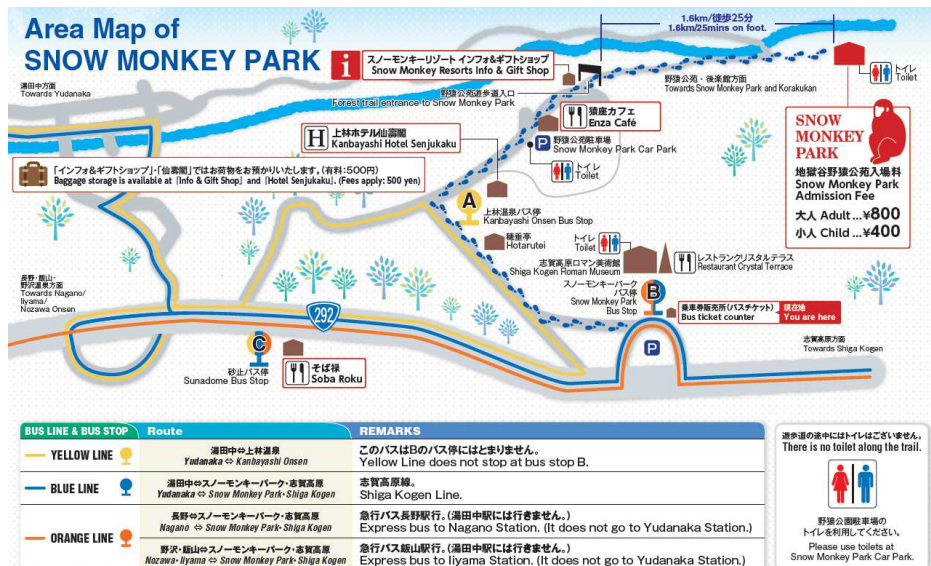 Area Map of
SNOW MONKEY PARK
1.6km/徒歩25分
1.6km/25mins on foot.
i
スノーモンキーリゾート インフォ&ギフトショップ
Snow Monkey Resorts Info & Gift Shop
トイレ
Toilet
湯田中方面
Towards Yudanaka
野猿公苑遊歩道入口
Forest trail entrance to Snow Monkey Park
野猿公苑・後楽館方面
Towards Snow Monkey Park and Korakukan
猿座カフェ
Enza Café
H
上林ホテル仙壽閣
Kanbayashi Hotel Senjukaku
P
野猿公苑駐車場
Snow Monkey Park Car Park
トイレ
Toilet
SNOW
MONKEY
PARK
地獄谷野猿公苑入場料
Snow Monkey Park
Admission Fee
大人 Adult ...¥800
小人 Child ...¥400
「インフォ&ギフトショップ」・「仙壽閣」ではお荷物をお預かりいたします。(有料:500円)
Baggage storage is available at「Info & Gift Shop」and「Hotel Senjukaku」. (Fees apply: 500 yen)
A
上林温泉バス停
Kanbayashi Onsen Bus Stop
穂垂亭
Hotarutei
トイレ
Toilet
志賀高原ロマン美術館
Shiga Kogen Roman Museum
レストランクリスタルテラス
Restaurant Crystal Terrace
スノーモンキーパーク
バス停
Snow Monkey Park
Bus Stop
B
乗車券販売所(バスチケット)
Bus ticket counter
現在地
You are here
長野・飯山・
野沢温泉方面
Towards Nagano/
Iiyama/
Nozawa Onsen
292
C
砂止バス停
Sunadome Bus Stop
そば禄
Soba Roku
P
志賀高原方面
Towards Shiga Kogen
BUS LINE & BUS STOP
Route
REMARKS
YELLOW LINE
湯田中⇔上林温泉
Yudanaka ⇔ Kanbayashi Onsen
このバスはBのバス停にはとまりません。
Yellow Line does not stop at bus stop B.
BLUE LINE
湯田中⇔スノーモンキーパーク・志賀高原
Yudanaka ⇔ Snow Monkey Park・Shiga Kogen
志賀高原線。
Shiga Kogen Line.
ORANGE LINE
長野⇔スノーモンキーパーク・志賀高原
Nagano ⇔ Snow Monkey Park・Shiga Kogen
急行バス長野駅行。(湯田中駅には行きません。)
Express bus to Nagano Station. (It does not go to Yudanaka Station.)
野沢・飯山⇔スノーモンキーパーク・志賀高原
Nozawa・Iiyama ⇔ Snow Monkey Park・Shiga Kogen
急行バス飯山駅行。(湯田中駅には行きません。)
Express bus to Iiyama Station. (It does not go to Yudanaka Station.)
遊歩道の途中にはトイレはございません。
There is no toilet along the trail.
野猿公園駐車場の
トイレを利用してください。
Please use toilets at
Snow Monkey Park Car Park.